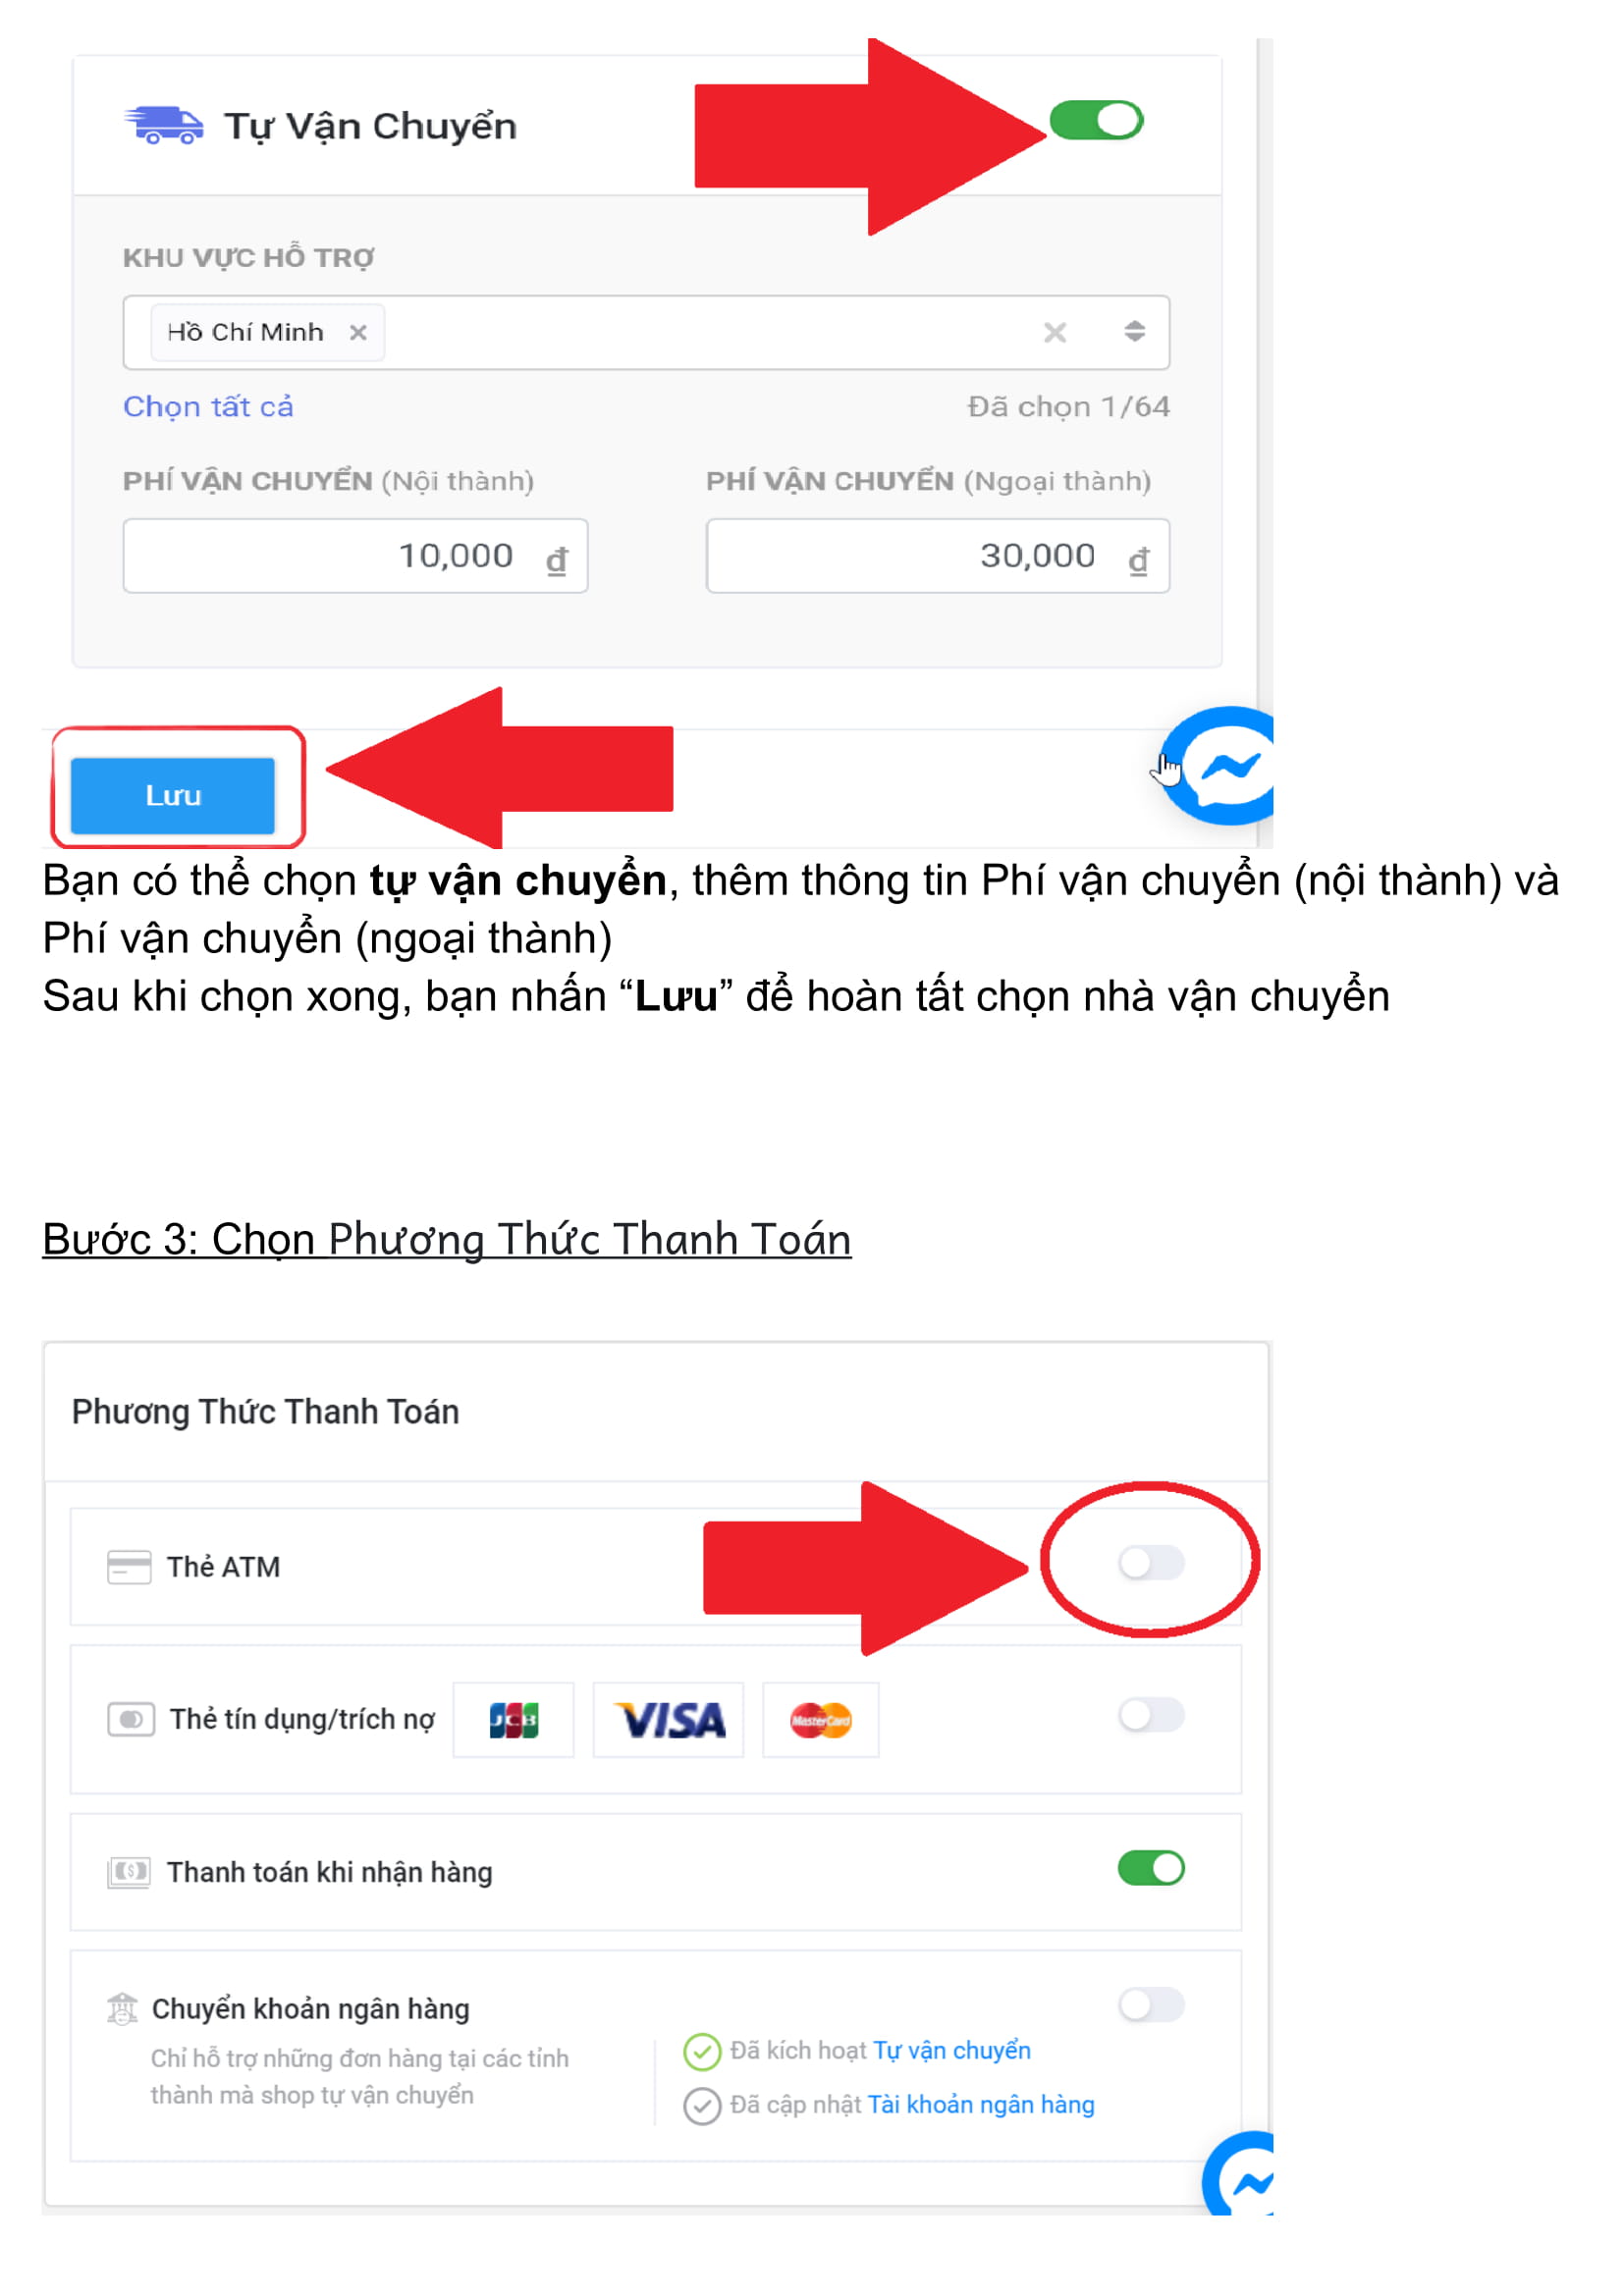 Tự Vận Chuyển
KHU VỰC HỖ TRỢ
Hồ Chí Minh ×
Chọn tất cả Đã chọn 1/64
PHÍ VẬN CHUYỂN (Nội thành) PHÍ VẬN CHUYỂN (Ngoại thành)
10,000 đ 30,000 đ
Lưu
Bạn có thể chọn tự vận chuyển, thêm thông tin Phí vận chuyển (nội thành) và
Phí vận chuyển (ngoại thành)
Sau khi chọn xong, bạn nhấn “Lưu” để hoàn tất chọn nhà vận chuyển
Bước 3: Chọn Phương Thức Thanh Toán
Phương Thức Thanh Toán
Thẻ ATM
Thẻ tín dụng/trích nợ JCB VISA MasterCard
Thanh toán khi nhận hàng
Chuyển khoản ngân hàng
Chỉ hỗ trợ những đơn hàng tại các tỉnh
thành mà shop tự vận chuyển
Đã kích hoạt Tự vận chuyển
Đã cập nhật Tài khoản ngân hàng